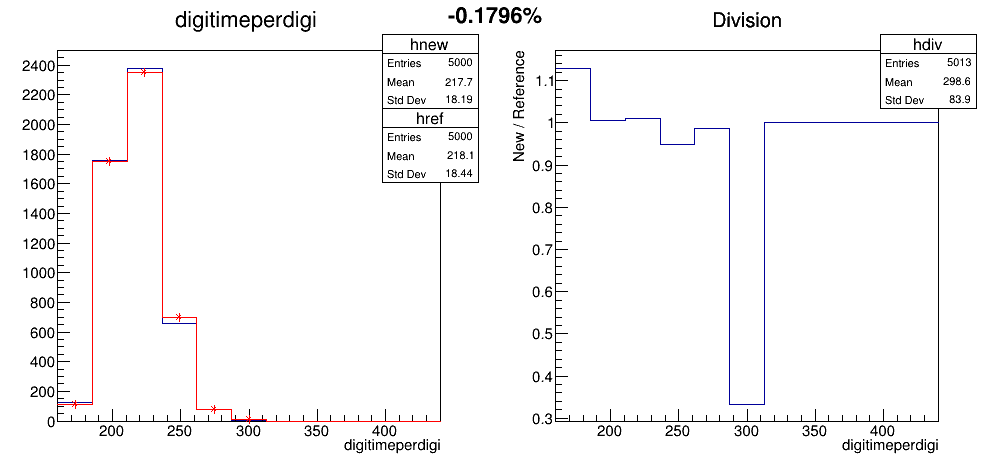 digitimeperdigi
-0.1796%
Division
hnew
Entries 5000
Mean 217.7
Std Dev 18.19
href
Entries 5000
Mean 218.1
Std Dev 18.44
2400
2200
2000
1800
1600
1400
1200
1000
800
600
400
200
0
200 250 300 350 400
digitimeperdigi
hdiv
Entries 5013
Mean 298.6
Std Dev 83.9
New / Reference
1.1
1
0.9
0.8
0.7
0.6
0.5
0.4
0.3
200 250 300 350 400
digitimeperdigi